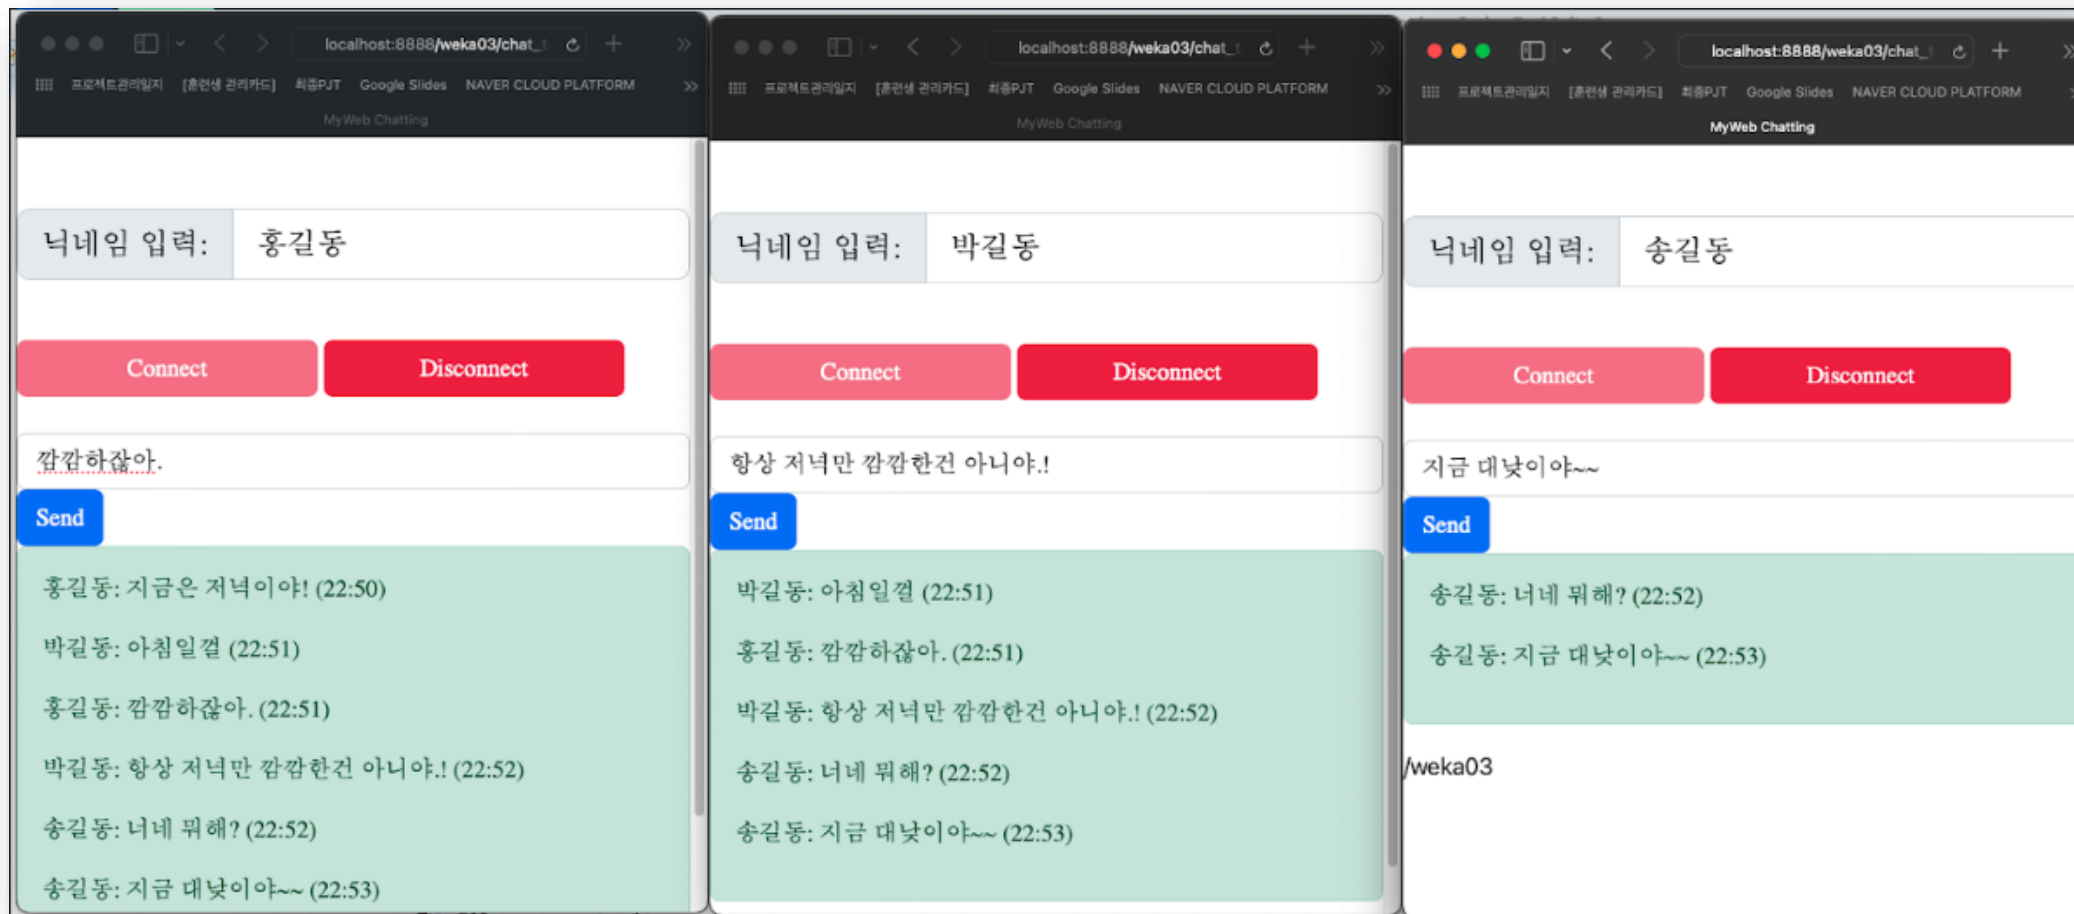 localhost:8888/weka03/chat_t
프로젝트관리일지 [훈련생 관리카드] 최종PJT Google Slides NAVER CLOUD PLATFORM
MyWeb Chatting
닉네임 입력: 홍길동
Connect Disconnect
깜깜하잖아.
Send
홍길동: 지금은 저녁이야! (22:50)
박길동: 아침일껄 (22:51)
홍길동: 깜깜하잖아. (22:51)
박길동: 항상 저녁만 깜깜한건 아니야.! (22:52)
송길동: 너네 뭐해? (22:52)
송길동: 지금 대낮이야~~ (22:53)
localhost:8888/weka03/chat_t
프로젝트관리일지 [훈련생 관리카드] 최종PJT Google Slides NAVER CLOUD PLATFORM
MyWeb Chatting
닉네임 입력: 박길동
Connect Disconnect
항상 저녁만 깜깜한건 아니야.!
Send
박길동: 아침일껄 (22:51)
홍길동: 깜깜하잖아. (22:51)
박길동: 항상 저녁만 깜깜한건 아니야.! (22:52)
송길동: 너네 뭐해? (22:52)
송길동: 지금 대낮이야~~ (22:53)
localhost:8888/weka03/chat_t
프로젝트관리일지 [훈련생 관리카드] 최종PJT Google Slides NAVER CLOUD PLATFORM
MyWeb Chatting
닉네임 입력: 송길동
Connect Disconnect
지금 대낮이야~~
Send
송길동: 너네 뭐해? (22:52)
송길동: 지금 대낮이야~~ (22:53)
/weka03